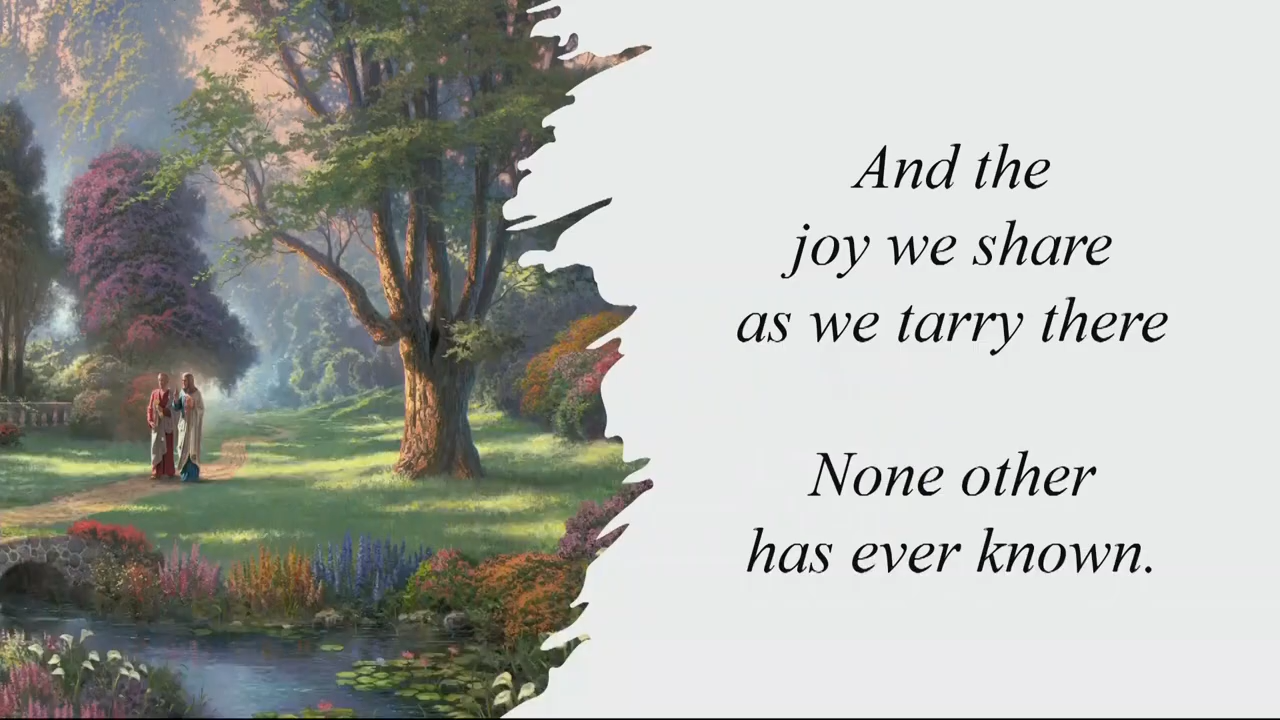 And the
joy we share
as we tarry there
None other
has ever known.